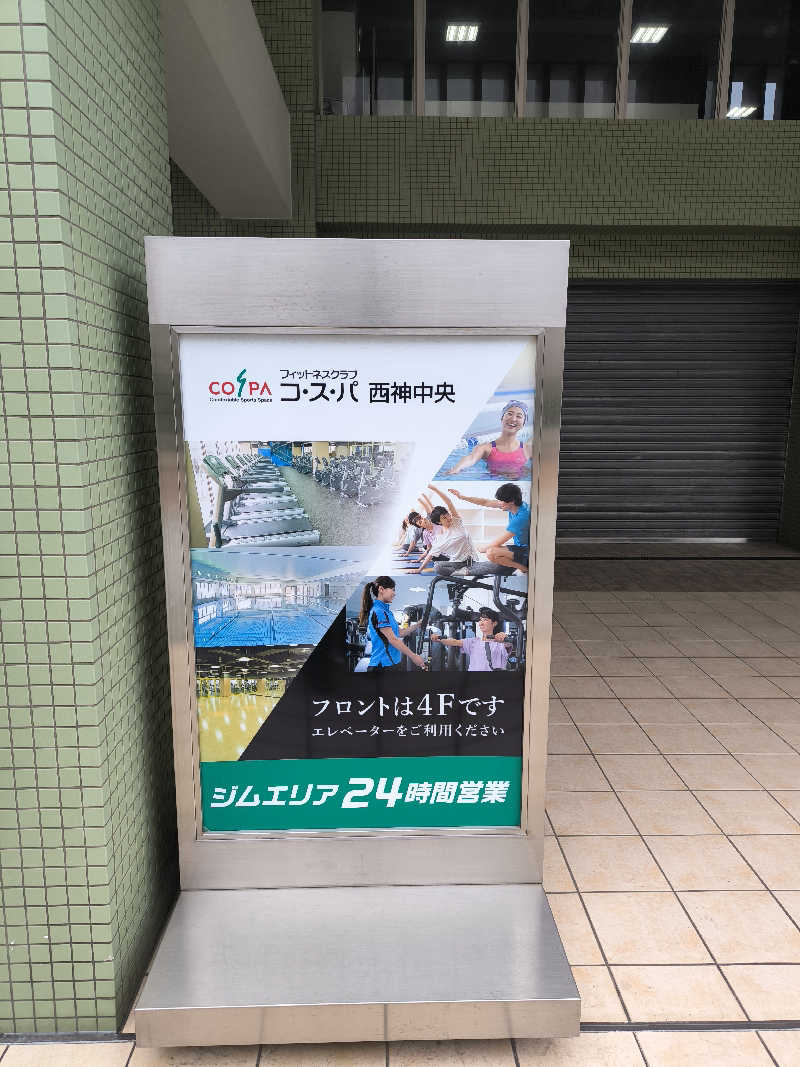 COSPA
Comfortable Sports Space
フィットネスクラブ
コ・ス・パ 西神中央
フロントは4Fです
エレベーターをご利用ください
ジムエリア24時間営業